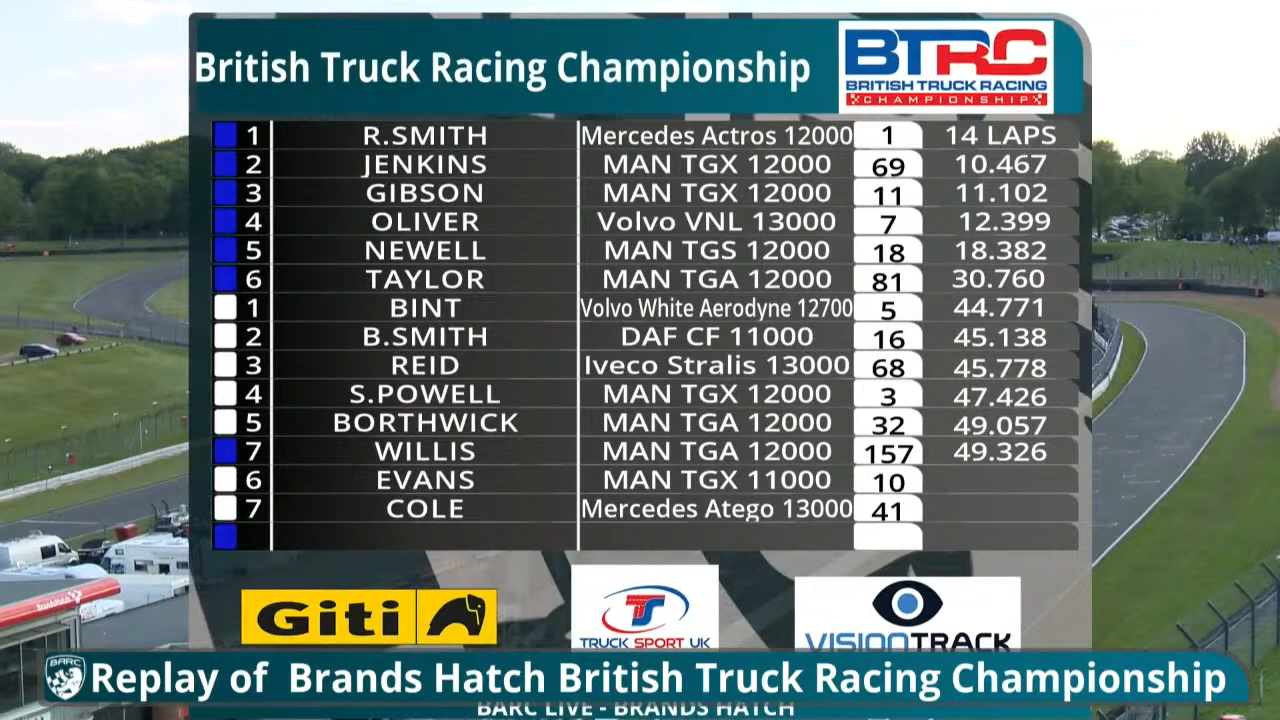 British Truck Racing Championship
BTRC
BRITISH TRUCK RACING
CHAMPIONSHIP
1 R.SMITH Mercedes Actros 12000 1 14 LAPS
2 JENKINS MAN TGX 12000 69 10.467
3 GIBSON MAN TGX 12000 11 11.102
4 OLIVER Volvo VNL 13000 7 12.399
5 NEWELL MAN TGS 12000 18 18.382
6 TAYLOR MAN TGA 12000 81 30.760
1 BINT Volvo White Aerodyne 12700 5 44.771
2 B.SMITH DAF CF 11000 16 45.138
3 REID Iveco Stralis 13000 68 45.778
4 S.POWELL MAN TGX 12000 3 47.426
5 BORTHWICK MAN TGA 12000 32 49.057
7 WILLIS MAN TGA 12000 157 49.326
6 EVANS MAN TGX 11000 10
7 COLE Mercedes Atego 13000 41
Giti
TS
TRUCK SPORT UK
VISIONTRACK
BARC
Replay of Brands Hatch British Truck Racing Championship
BARC LIVE - BRANDS HATCH